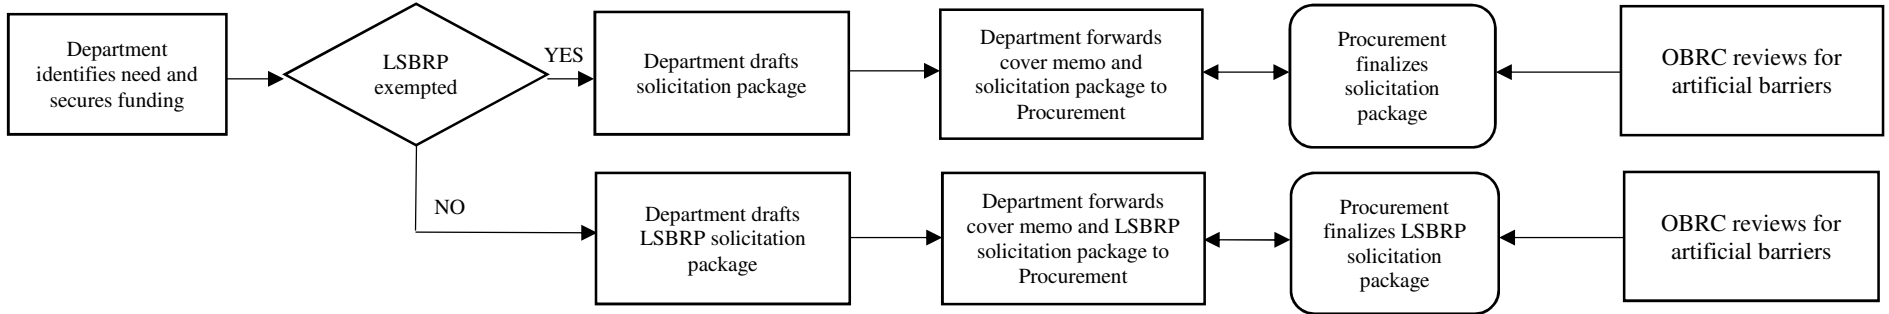 Department
identifies need and
secures funding
LSBRP
exempted
YES
Department drafts
solicitation package
Department forwards
cover memo and
solicitation package to
Procurement
Procurement
finalizes
solicitation
package
OBRC reviews for
artificial barriers
NO
Department drafts
LSBRP solicitation
package
Department forwards
cover memo and LSBRP
solicitation package to
Procurement
Procurement
finalizes LSBRP
solicitation
package
OBRC reviews for
artificial barriers